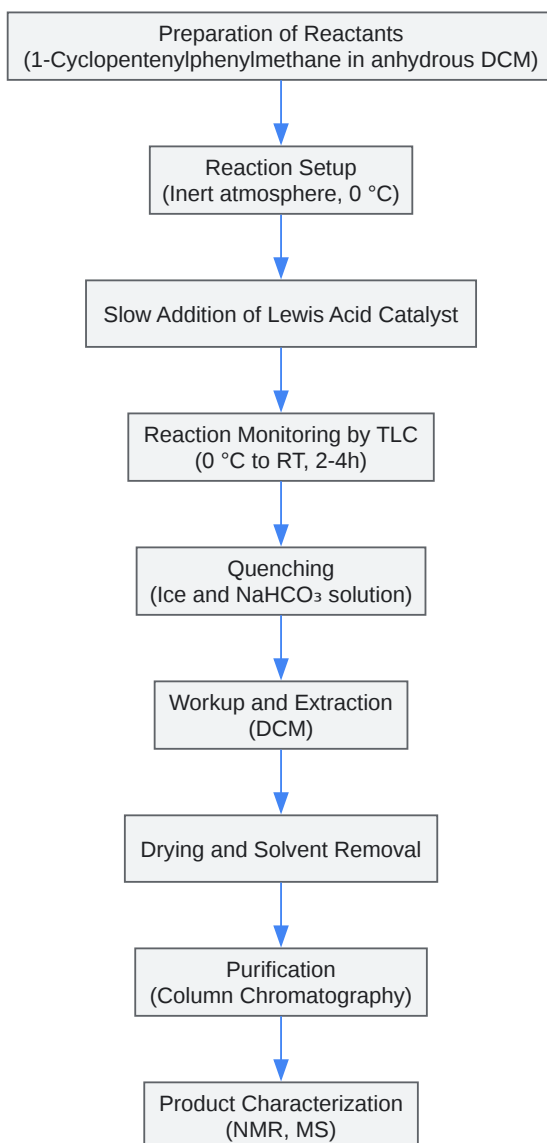 Preparation of Reactants
(1-Cyclopentenylphenylmethane in anhydrous DCM)
Reaction Setup
(Inert atmosphere, 0 °C)
Slow Addition of Lewis Acid Catalyst
Reaction Monitoring by TLC
(0 °C to RT, 2-4h)
Quenching
(Ice and NaHCO₃ solution)
Workup and Extraction
(DCM)
Drying and Solvent Removal
Purification
(Column Chromatography)
Product Characterization
(NMR, MS)